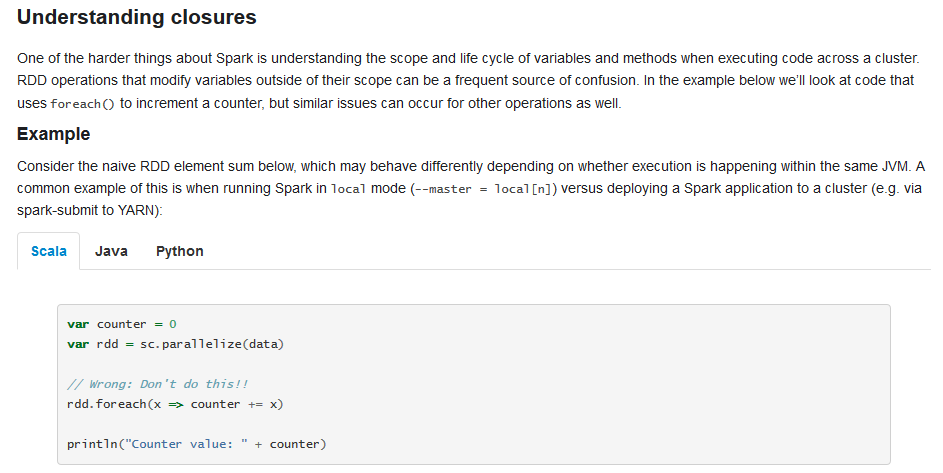 Understanding closures
One of the harder things about Spark is understanding the scope and life cycle of variables and methods when executing code across a cluster.
RDD operations that modify variables outside of their scope can be a frequent source of confusion. In the example below we'll look at code that
uses foreach() to increment a counter, but similar issues can occur for other operations as well.
Example
Consider the naive RDD element sum below, which may behave differently depending on whether execution is happening within the same JVM. A
common example of this is when running Spark in local mode (--master = local[n]) versus deploying a Spark application to a cluster (e.g. via
spark-submit to YARN):
Scala Java Python
var counter = 0
var rdd = sc.parallelize(data)
// Wrong: Don't do this!!
rdd.foreach(x => counter += x)
println("Counter value: " + counter)